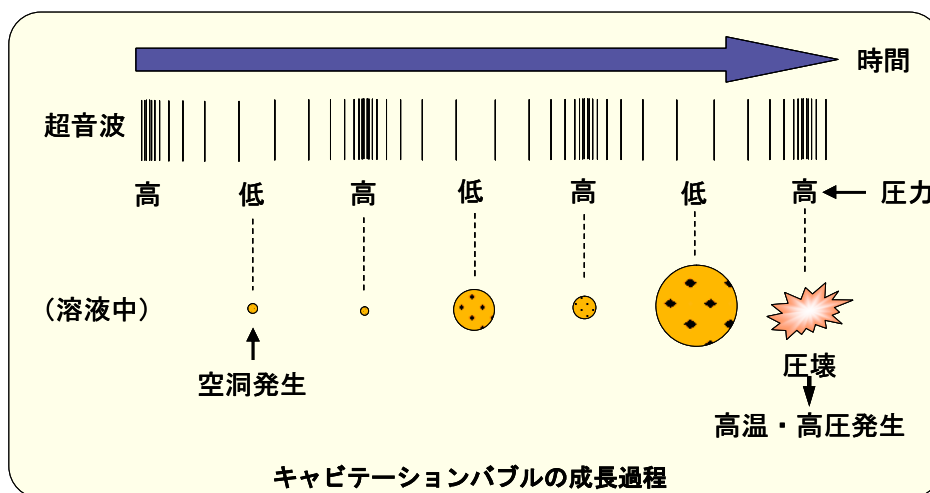 時間
超音波
高 低 高 低 高 低 高 圧力
（溶液中）
空洞発生
圧壊
高温・高圧発生
キャビテーションバブルの成長過程